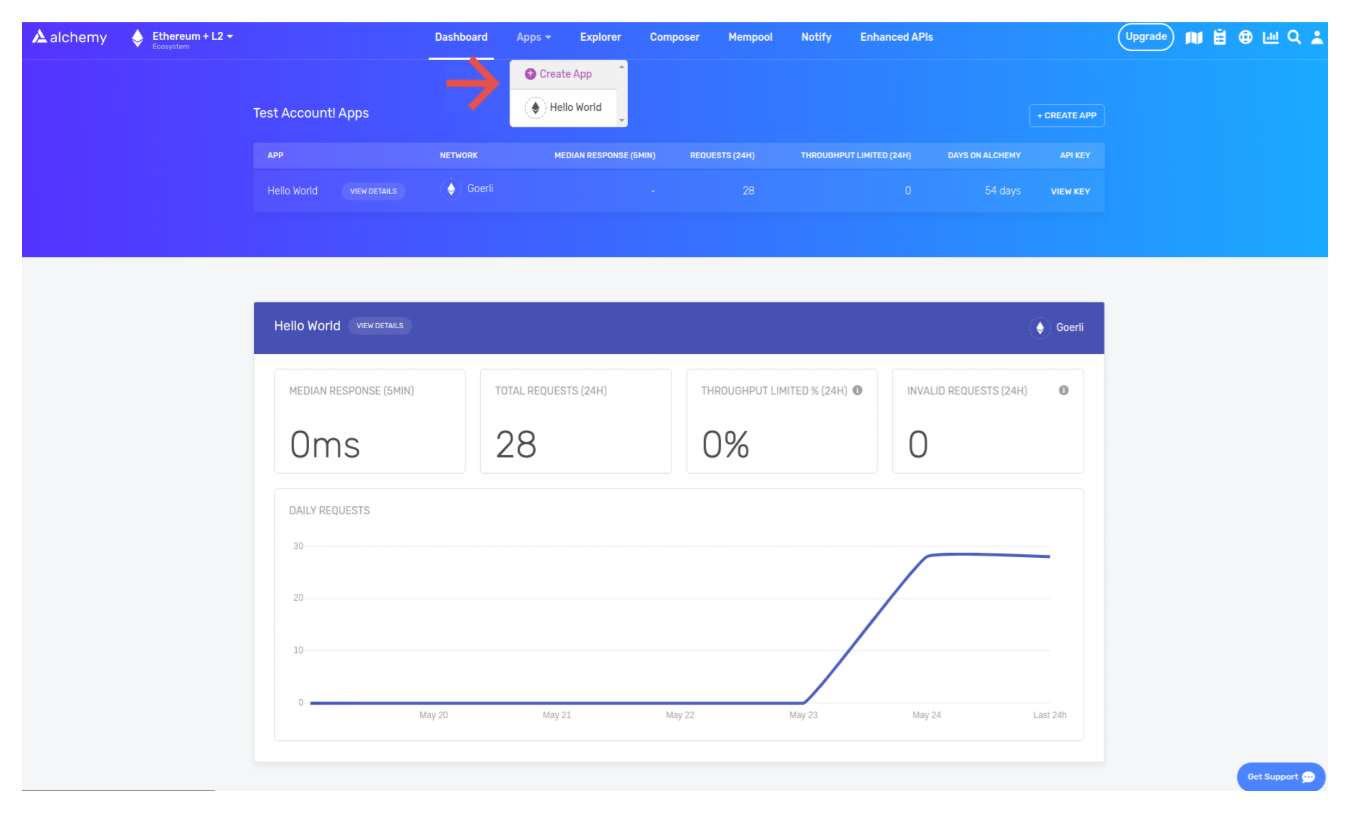 alchemy
Ethereum + L2
Ecosystem
Dashboard Apps Explorer Composer Mempool Notify Enhanced APIs
Upgrade
Create App
Hello World
Test Account! Apps
+ CREATE APP
APP NETWORK MEDIAN RESPONSE (5MIN) REQUESTS (24H) THROUGHPUT LIMITED (24H) DAYS ON ALCHEMY API KEY
Hello World VIEW DETAILS Goerli - 28 0 54 days VIEW KEY
Hello World VIEW DETAILS Goerli
MEDIAN RESPONSE (5MIN) TOTAL REQUESTS (24H) THROUGHPUT LIMITED % (24H) INVALID REQUESTS (24H)
0ms 28 0% 0
DAILY REQUESTS
30
20
10
0
May 20 May 21 May 22 May 23 May 24 Last 24h
Get Support